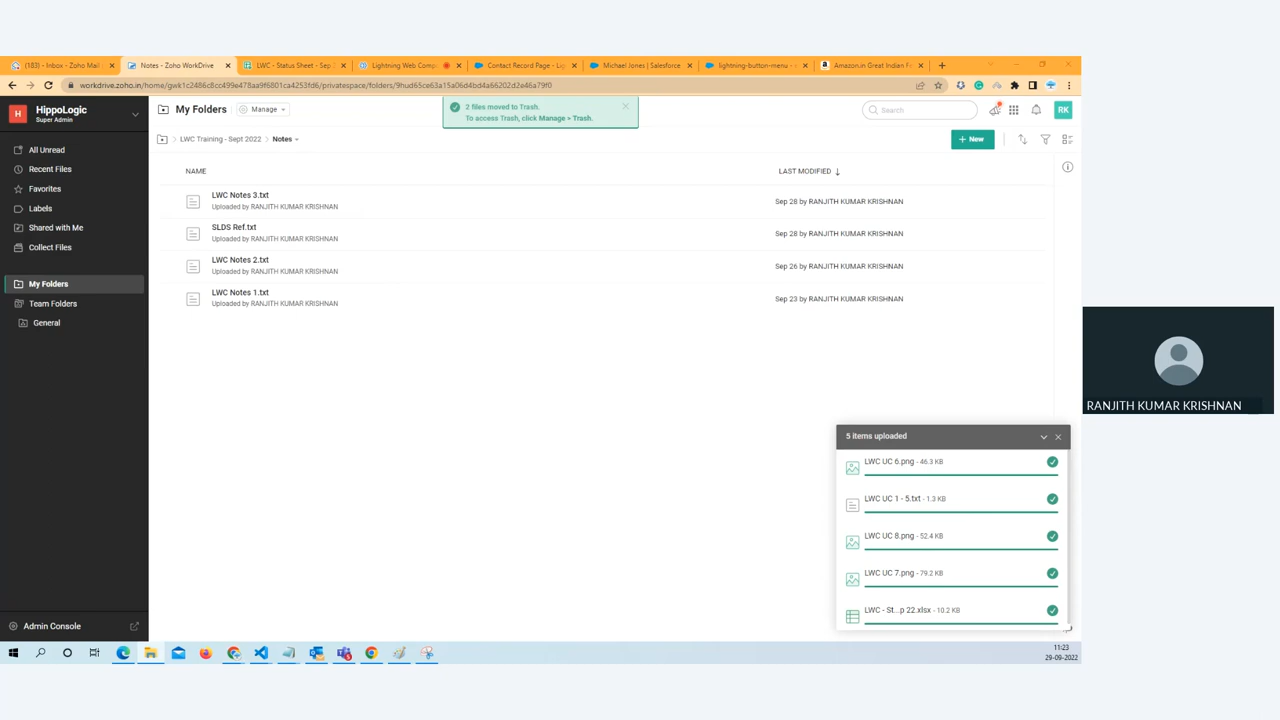 (183) - Inbox - Zoho Mail
Notes - Zoho WorkDrive
LWC - Status Sheet - Sep
Lightning Web Comp
Contact Record Page - Lig
Michael Jones | Salesforce
lightning-button-menu -
Amazon.in Great Indian Fe
workdrive.zoho.in/home/gwk1c2486c8cc499e478aa9f6801ca4253fd6/privatespace/folders/9hud65ce63a15a06d4bd4a66202d2e46a79f0
H
HippoLogic
Super Admin
My Folders
Manage
2 files moved to Trash.
To access Trash, click Manage > Trash.
Search
RK
LWC Training - Sept 2022
Notes
+ New
All Unread
Recent Files
Favorites
Labels
Shared with Me
Collect Files
My Folders
Team Folders
General
Admin Console
NAME
LAST MODIFIED
LWC Notes 3.txt
Uploaded by RANJITH KUMAR KRISHNAN
Sep 28 by RANJITH KUMAR KRISHNAN
SLDS Ref.txt
Uploaded by RANJITH KUMAR KRISHNAN
Sep 28 by RANJITH KUMAR KRISHNAN
LWC Notes 2.txt
Uploaded by RANJITH KUMAR KRISHNAN
Sep 26 by RANJITH KUMAR KRISHNAN
LWC Notes 1.txt
Uploaded by RANJITH KUMAR KRISHNAN
Sep 23 by RANJITH KUMAR KRISHNAN
5 items uploaded
LWC UC 6.png - 46.3 KB
LWC UC 1 - 5.txt - 1.3 KB
LWC UC 8.png - 52.4 KB
LWC UC 7.png - 79.2 KB
LWC - St...p 22.xlsx - 10.2 KB
RANJITH KUMAR KRISHNAN
11:23
29-09-2022